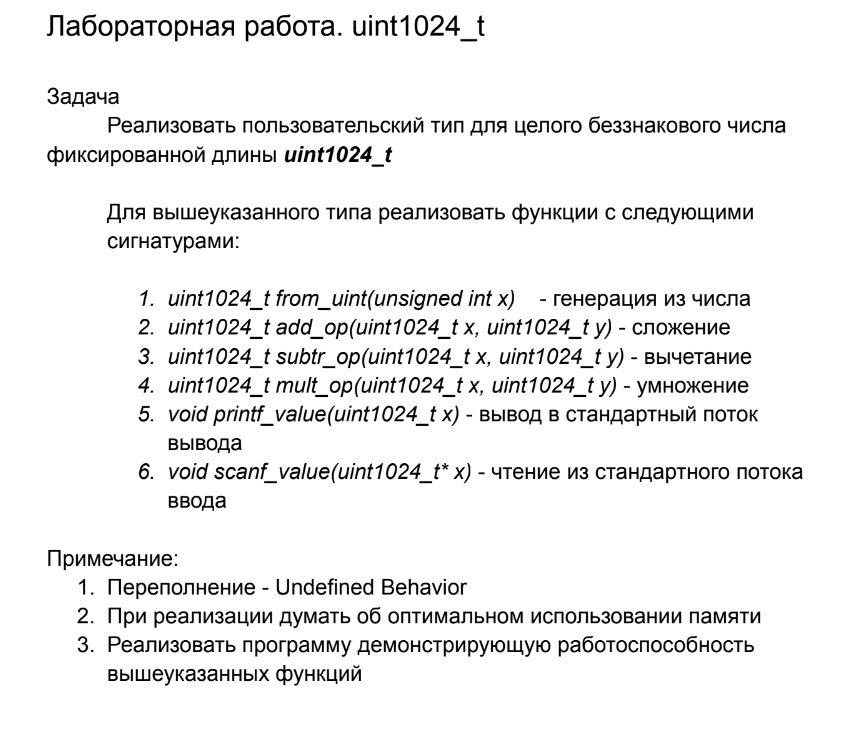 Лабораторная работа. uint1024_t
Задача
Реализовать пользовательский тип для целого беззнакового числа
фиксированной длины uint1024_t
Для вышеуказанного типа реализовать функции с следующими
сигнатурами:
1. uint1024_t from_uint(unsigned int x) - генерация из числа
2. uint1024_t add_op(uint1024_t x, uint1024_t y) - сложение
3. uint1024_t subtr_op(uint1024_t x, uint1024_t y) - вычетание
4. uint1024_t mult_op(uint1024_t x, uint1024_t y) - умножение
5. void printf_value(uint1024_t x) - вывод в стандартный поток
вывода
6. void scanf_value(uint1024_t* x) - чтение из стандартного потока
ввода
Примечание:
1. Переполнение - Undefined Behavior
2. При реализации думать об оптимальном использовании памяти
3. Реализовать программу демонстрирующую работоспособность
вышеуказанных функций